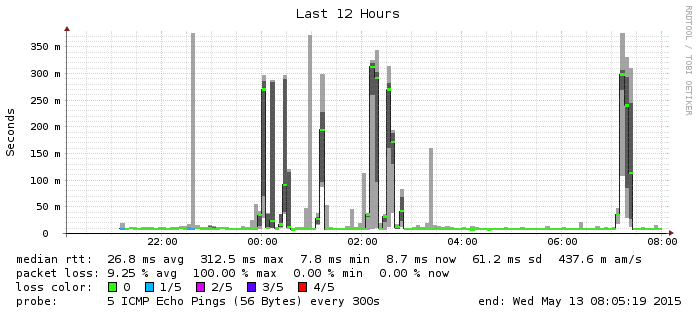 Last 12 Hours
RRDTOOL / TOBI OETIKER
Seconds
350 m
300 m
250 m
200 m
150 m
100 m
50 m
0
22:00 00:00 02:00 04:00 06:00 08:00
median rtt: 26.8 ms avg 312.5 ms max 7.8 ms min 8.7 ms now 61.2 ms sd 437.6 m am/s
packet loss: 9.25 % avg 100.00 % max 0.00 % min 0.00 % now
loss color: 0 1/5 2/5 3/5 4/5
probe: 5 ICMP Echo Pings (56 Bytes) every 300s end: Wed May 13 08:05:19 2015